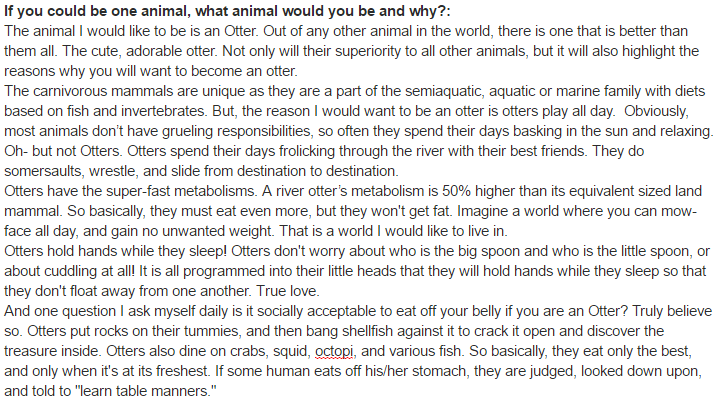 If you could be one animal, what animal would you be and why?:
The animal I would like to be is an Otter. Out of any other animal in the world, there is one that is better than
them all. The cute, adorable otter. Not only will their superiority to all other animals, but it will also highlight the
reasons why you will want to become an otter.
The carnivorous mammals are unique as they are a part of the semiaquatic, aquatic or marine family with diets
based on fish and invertebrates. But, the reason I would want to be an otter is otters play all day.  Obviously,
most animals don't have grueling responsibilities, so often they spend their days basking in the sun and relaxing.
Oh- but not Otters. Otters spend their days frolicking through the river with their best friends. They do
somersaults, wrestle, and slide from destination to destination.
Otters have the super-fast metabolisms. A river otter's metabolism is 50% higher than its equivalent sized land
mammal. So basically, they must eat even more, but they won't get fat. Imagine a world where you can mow-
face all day, and gain no unwanted weight. That is a world I would like to live in.
Otters hold hands while they sleep! Otters don't worry about who is the big spoon and who is the little spoon, or
about cuddling at all! It is all programmed into their little heads that they will hold hands while they sleep so that
they don't float away from one another. True love.
And one question I ask myself daily is it socially acceptable to eat off your belly if you are an Otter? Truly believe
so. Otters put rocks on their tummies, and then bang shellfish against it to crack it open and discover the
treasure inside. Otters also dine on crabs, squid, octopi, and various fish. So basically, they eat only the best,
and only when it's at its freshest. If some human eats off his/her stomach, they are judged, looked down upon,
and told to "learn table manners."